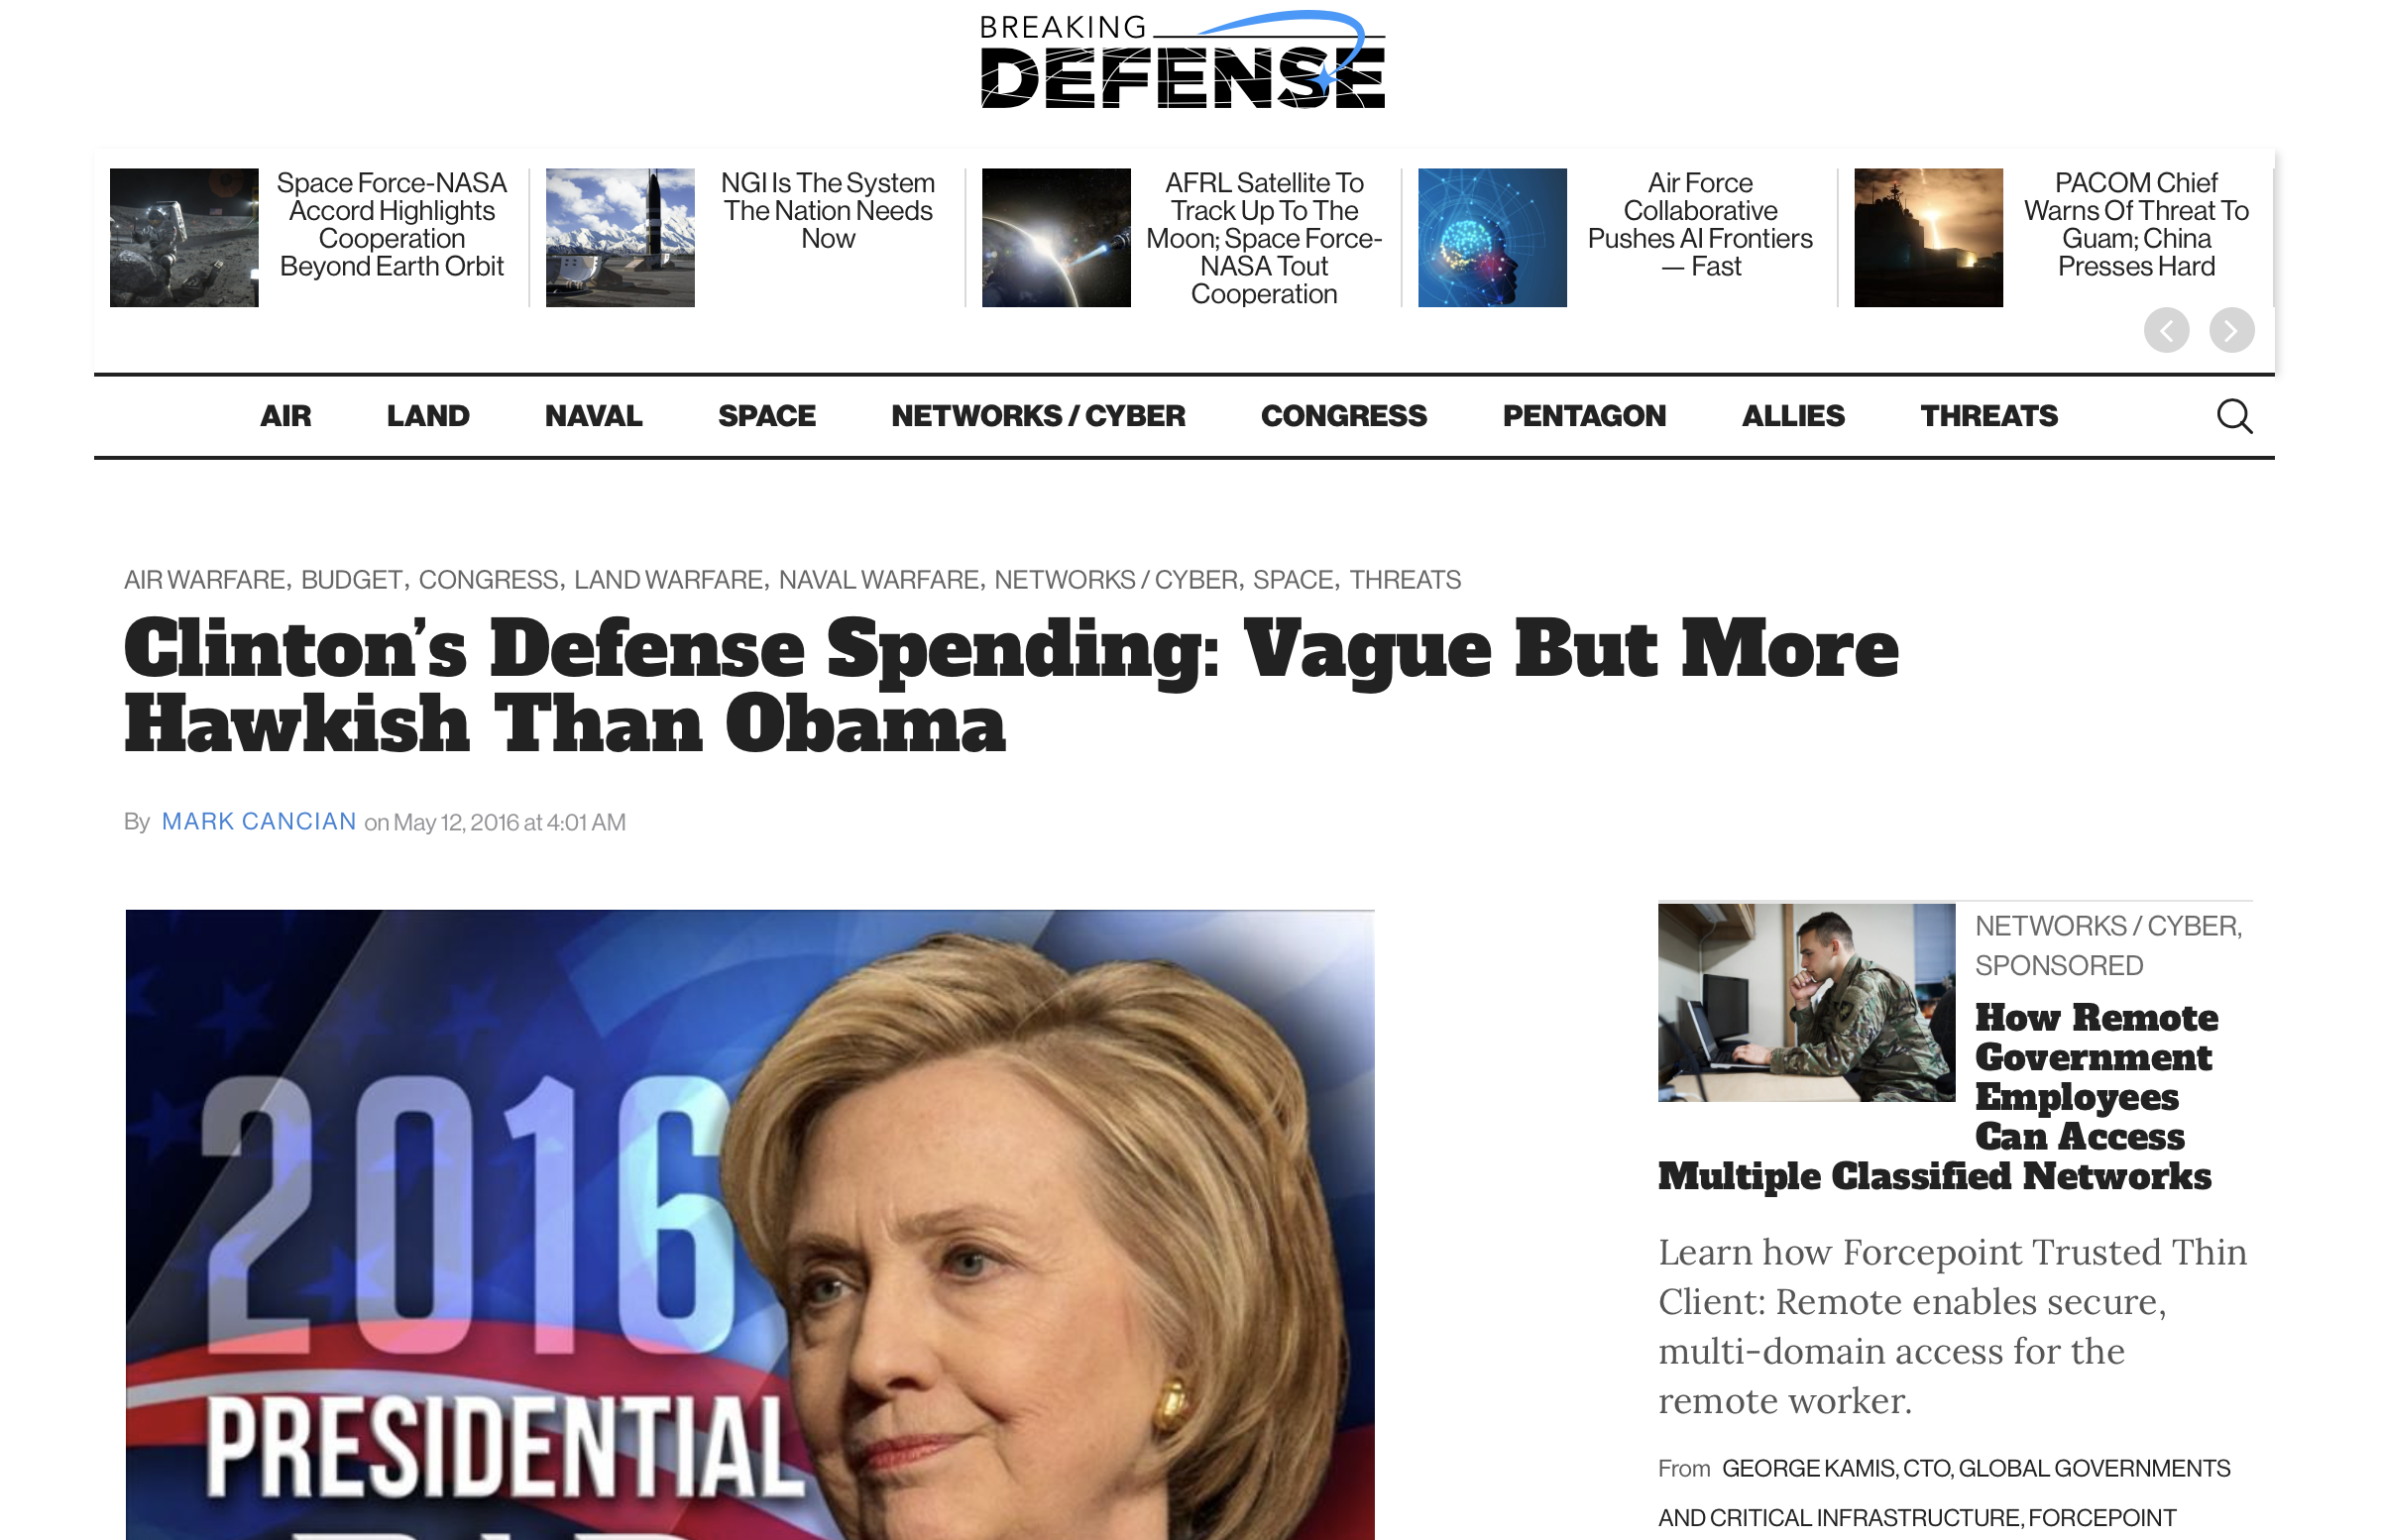 BREAKING
DEFENSE
Space Force-NASA
Accord Highlights
Cooperation
Beyond Earth Orbit
NGI Is The System
The Nation Needs
Now
AFRL Satellite To
Track Up To The
Moon; Space Force-
NASA Tout
Cooperation
Air Force
Collaborative
Pushes AI Frontiers
— Fast
PACOM Chief
Warns Of Threat To
Guam; China
Presses Hard
AIR LAND NAVAL SPACE NETWORKS / CYBER CONGRESS PENTAGON ALLIES THREATS
AIR WARFARE, BUDGET, CONGRESS, LAND WARFARE, NAVAL WARFARE, NETWORKS / CYBER, SPACE, THREATS
Clinton’s Defense Spending: Vague But More
Hawkish Than Obama
By MARK CANCIAN on May 12, 2016 at 4:01 AM
2016
PRESIDENTIAL
NETWORKS / CYBER,
SPONSORED
How Remote
Government
Employees
Can Access
Multiple Classified Networks
Learn how Forcepoint Trusted Thin
Client: Remote enables secure,
multi-domain access for the
remote worker.
From GEORGE KAMIS, CTO, GLOBAL GOVERNMENTS
AND CRITICAL INFRASTRUCTURE, FORCEPOINT